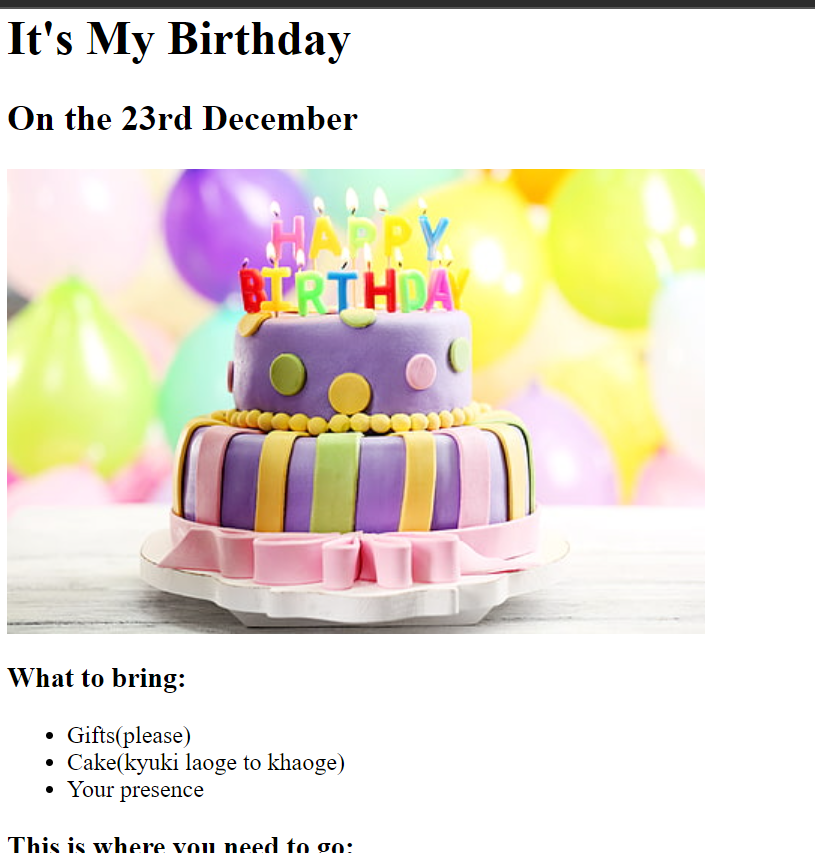 It's My Birthday
On the 23rd December
HAPPY
BIRTHDAY
What to bring:
Gifts(please)
Cake(kyuki laoge to khaoge)
Your presence
This is where you need to go: